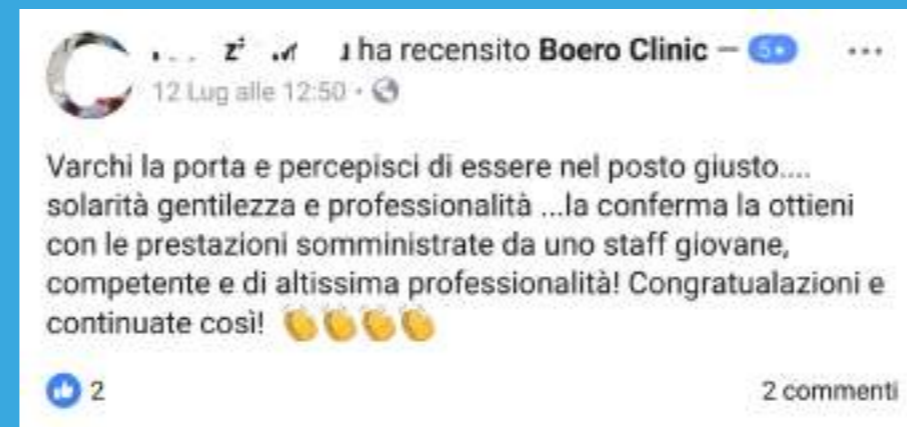 ha recensito Boero Clinic — 5★
12 Lug alle 12:50 ·
Varchi la porta e percepisci di essere nel posto giusto....
solarità gentilezza e professionalità ...la conferma la ottieni
con le prestazioni somministrate da uno staff giovane,
competente e di altissima professionalità! Congratualazioni e
continuate così! 👏👏👏👏
2
2 commenti